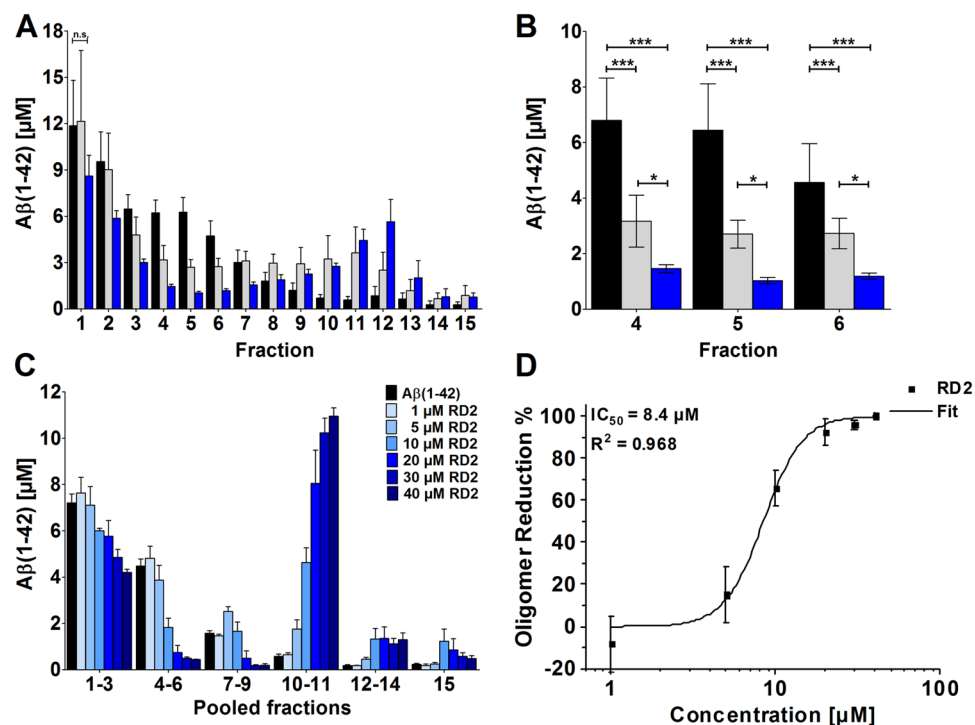 A
Aβ(1-42) [µM]
18
15
12
9
6
3
0
n.s
1 2 3 4 5 6 7 8 9 10 11 12 13 14 15
Fraction
B
Aβ(1-42) [µM]
10
8
6
4
2
0
*** *** ***
*** *** ***
* * *
4 5 6
Fraction
C
Aβ(1-42) [µM]
12
10
8
6
4
2
0
Aβ(1-42)
1 µM RD2
5 µM RD2
10 µM RD2
20 µM RD2
30 µM RD2
40 µM RD2
1-3 4-6 7-9 10-11 12-14 15
Pooled fractions
D
Oligomer Reduction %
100
80
60
40
20
0
-20
IC50 = 8.4 µM
R2 = 0.968
RD2
Fit
1 10 100
Concentration [µM]